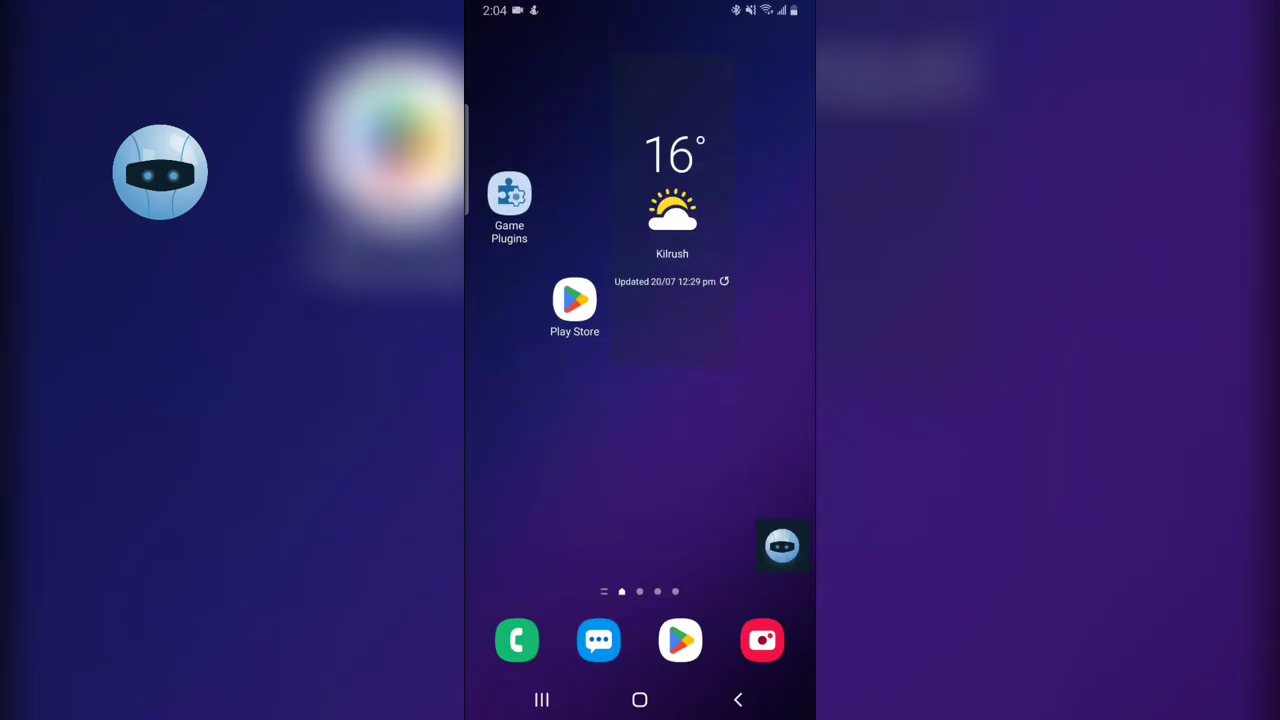 2:04
16°
Game
Plugins
Kilrush
Updated 20/07 12:29 pm
Play Store